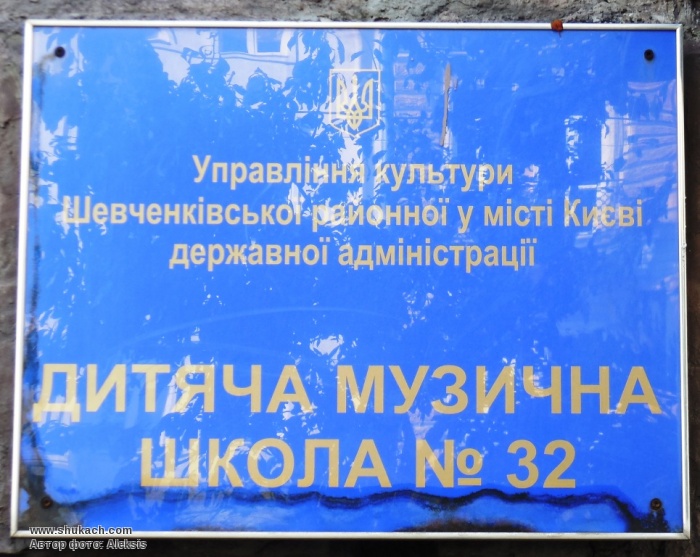 Управління культури
Шевченківської районної у місті Києві
державної адміністрації
ДИТЯЧА МУЗИЧНА
ШКОЛА № 32
www.shukach.com
Автор фото: Aleksis